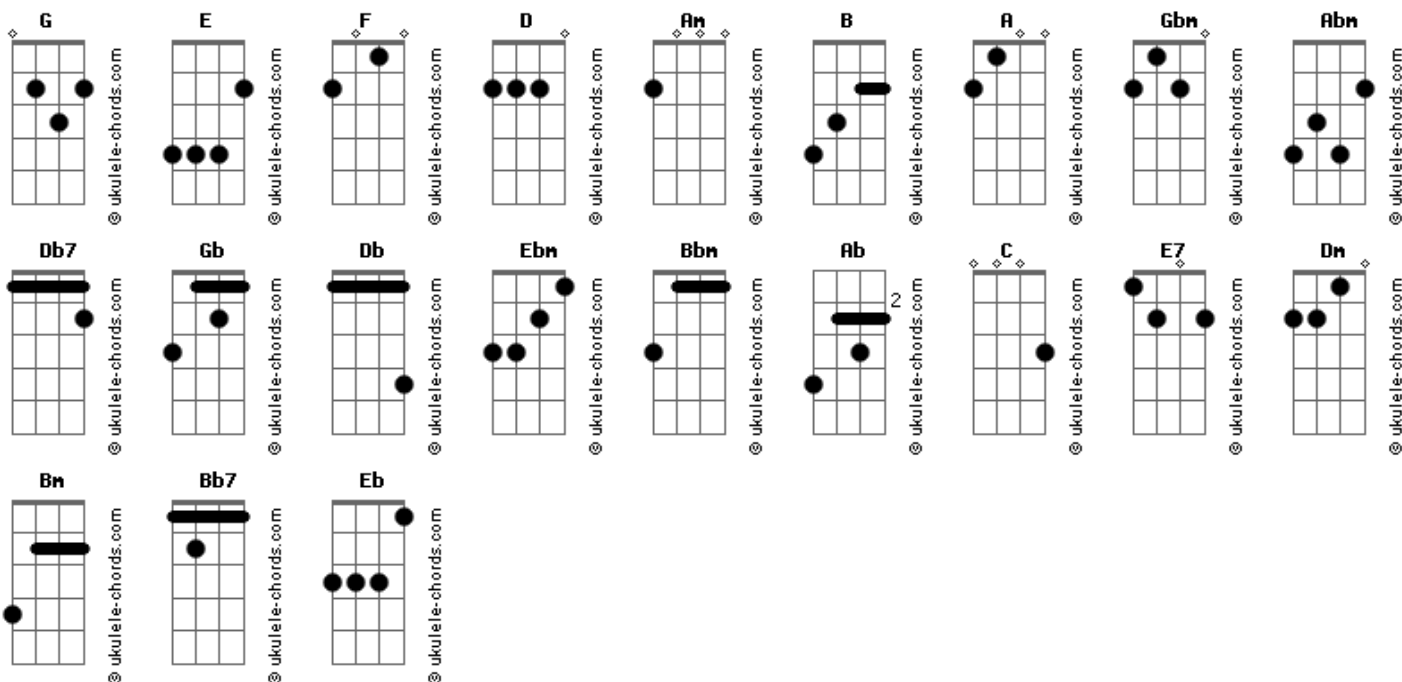 G E F D Am B A Gbm Abm
© ukulele-chords.com © ukulele-chords.com © ukulele-chords.com © ukulele-chords.com © ukulele-chords.com © ukulele-chords.com © ukulele-chords.com © ukulele-chords.com © ukulele-chords.com
Db7 Gb Db Ebm Bbm Ab C E7 Dm
2
© ukulele-chords.com © ukulele-chords.com © ukulele-chords.com © ukulele-chords.com © ukulele-chords.com © ukulele-chords.com © ukulele-chords.com © ukulele-chords.com © ukulele-chords.com
Bm Bb7 Eb
© ukulele-chords.com © ukulele-chords.com © ukulele-chords.com